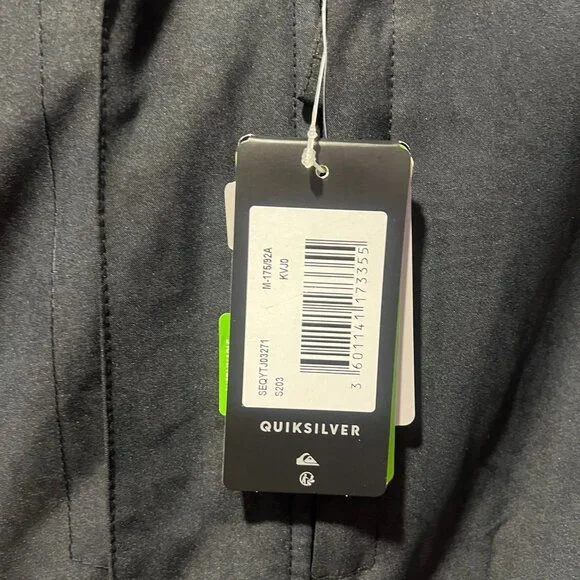 M-175/92A
KVJ0
SEQYTJ03271
S203
3 601141 173355
QUIKSILVER